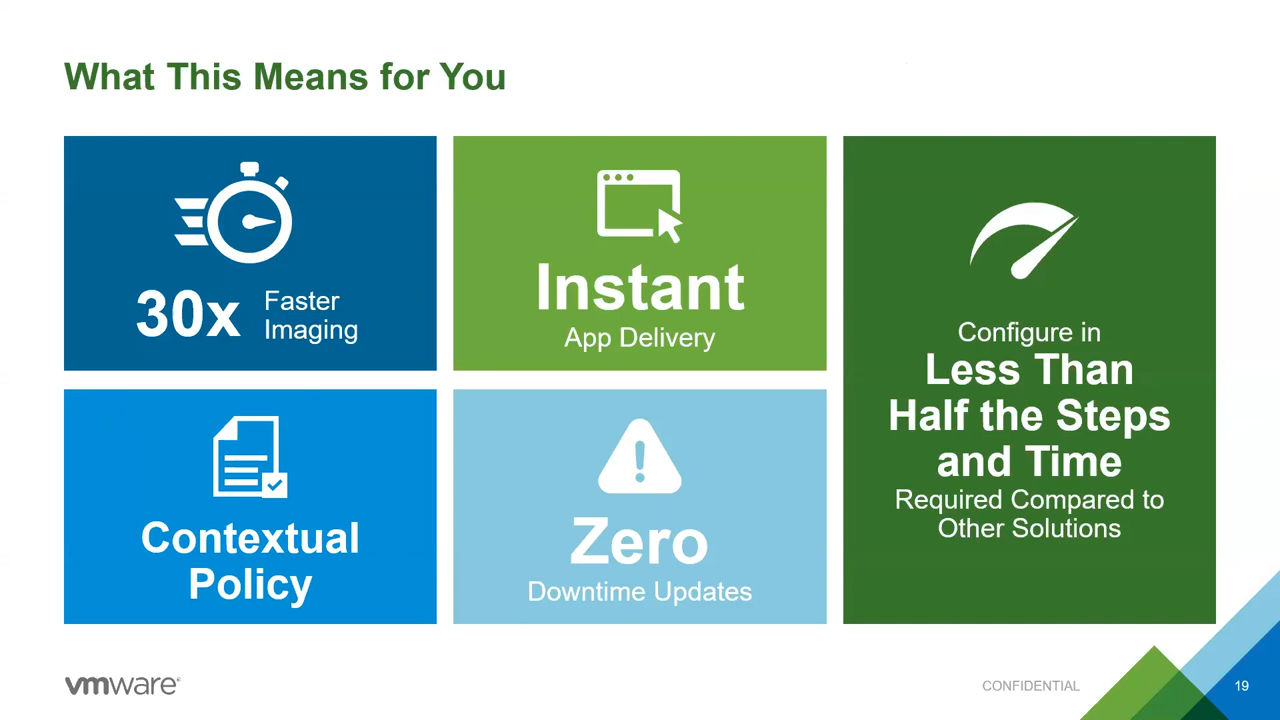 What This Means for You
30x
Faster
Imaging
Instant
App Delivery
Configure in
Less Than
Half the Steps
and Time
Required Compared to
Other Solutions
Contextual
Policy
Zero
Downtime Updates
vmware®
CONFIDENTIAL
19